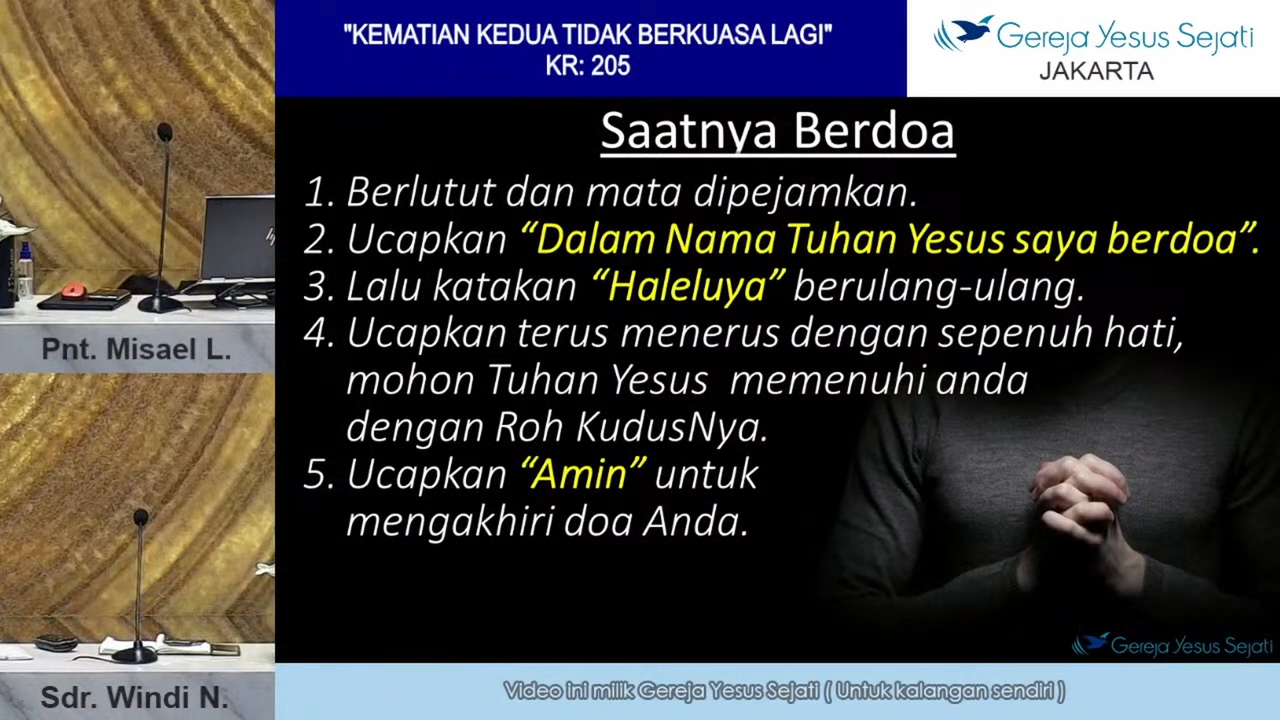 "KEMATIAN KEDUA TIDAK BERKUASA LAGI"
KR: 205
Gereja Yesus Sejati
JAKARTA
Saatnya Berdoa
1. Berlutut dan mata dipejamkan.
2. Ucapkan “Dalam Nama Tuhan Yesus saya berdoa”.
3. Lalu katakan “Haleluya” berulang-ulang.
4. Ucapkan terus menerus dengan sepenuh hati,
mohon Tuhan Yesus memenuhi anda
dengan Roh KudusNya.
5. Ucapkan “Amin” untuk
mengakhiri doa Anda.
Gereja Yesus Sejati
Pnt. Misael L.
Sdr. Windi N.
Video ini milik Gereja Yesus Sejati ( Untuk kalangan sendiri )